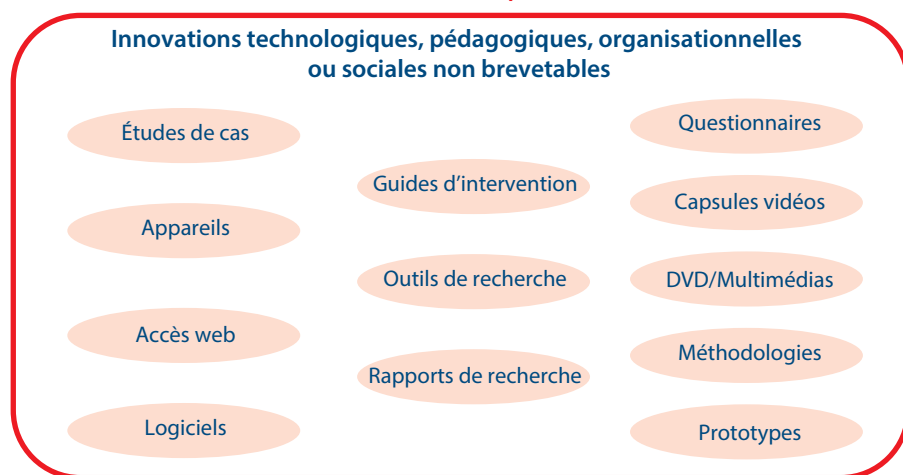 Innovations technologiques, pédagogiques, organisationnelles
ou sociales non brevetables
Études de cas
Appareils
Accès web
Logiciels
Guides d’intervention
Outils de recherche
Rapports de recherche
Questionnaires
Capsules vidéos
DVD/Multimédias
Méthodologies
Prototypes